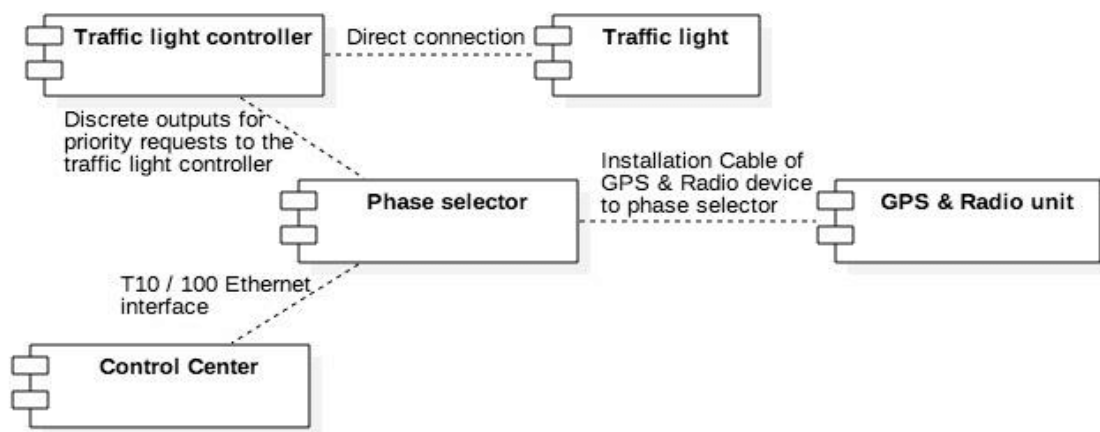 Traffic light controller
Direct connection
Traffic light
Discrete outputs for
priority requests to the
traffic light controller
Installation Cable of
GPS & Radio device
to phase selector
Phase selector
GPS & Radio unit
T10 / 100 Ethernet
interface
Control Center